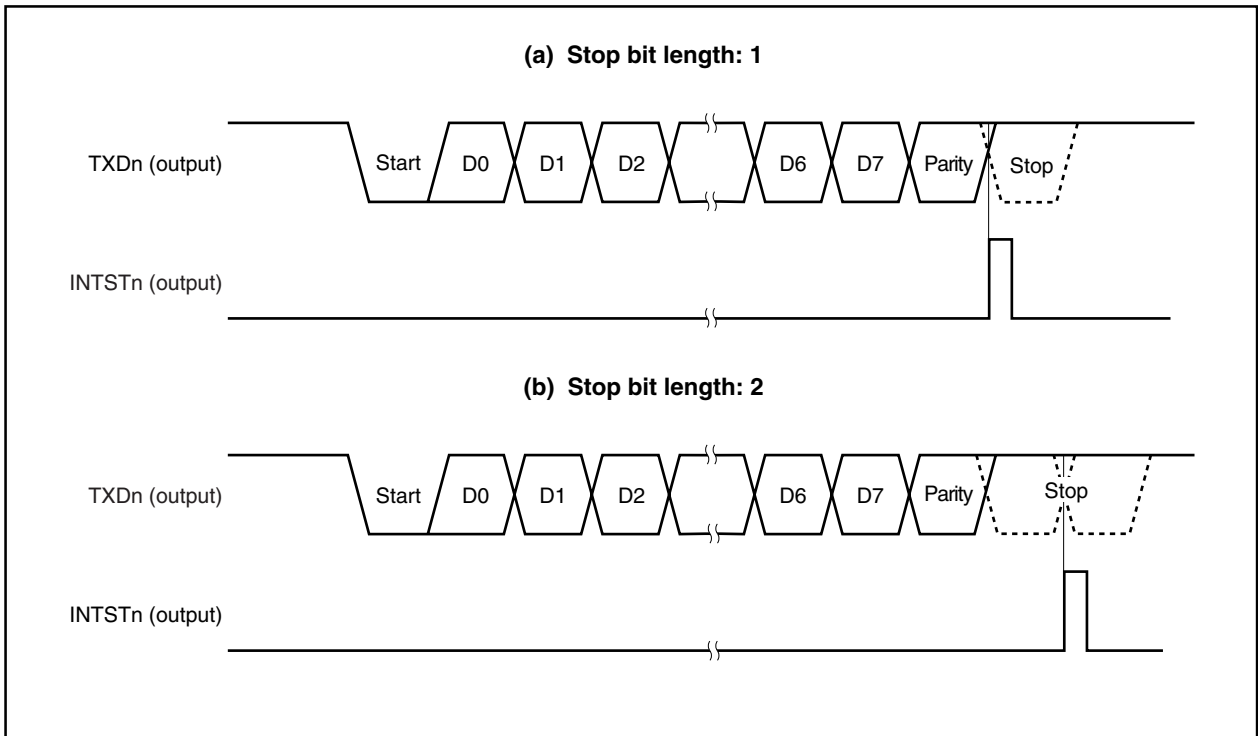 (a) Stop bit length: 1
TXDn (output) Start D0 D1 D2 D6 D7 Parity Stop
INTSTn (output)
(b) Stop bit length: 2
TXDn (output) Start D0 D1 D2 D6 D7 Parity Stop
INTSTn (output)